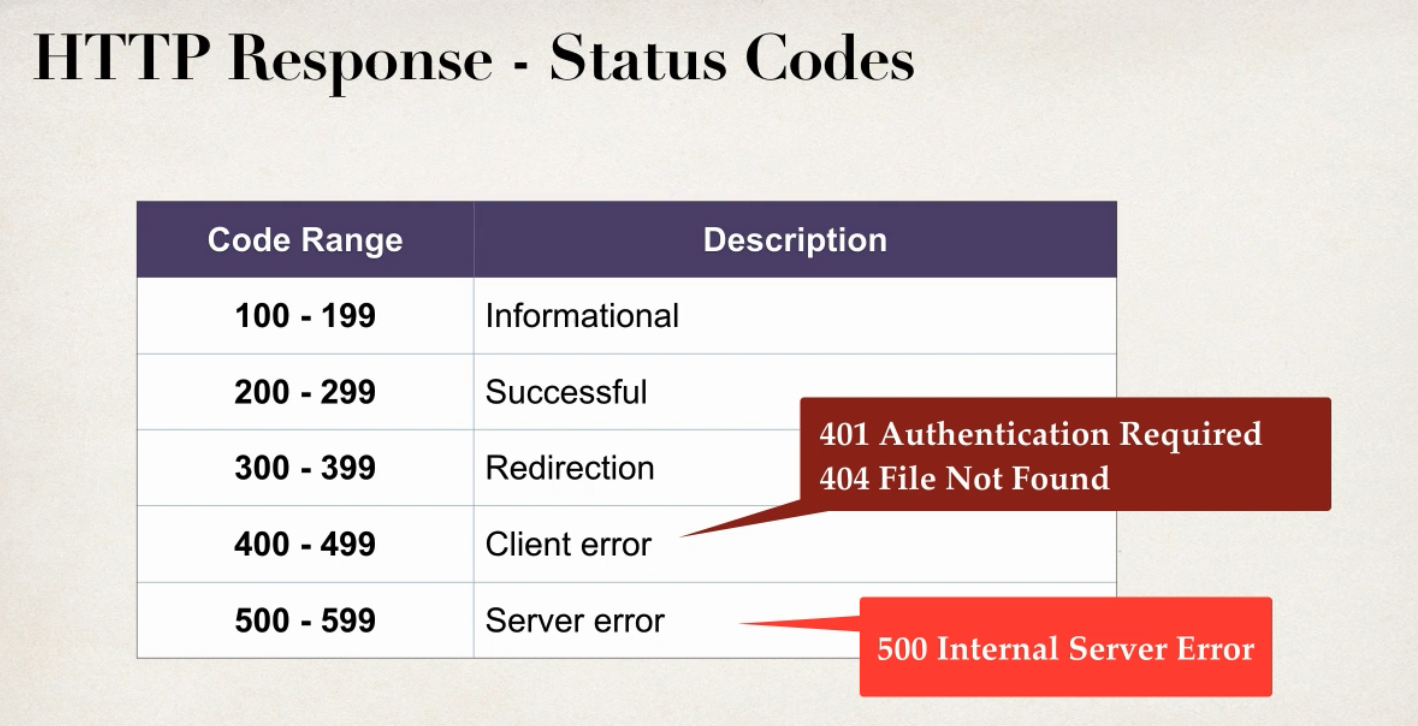 HTTP Response - Status Codes
Code Range Description
100 - 199 Informational
200 - 299 Successful
300 - 399 Redirection
401 Authentication Required
404 File Not Found
400 - 499 Client error
500 - 599 Server error
500 Internal Server Error